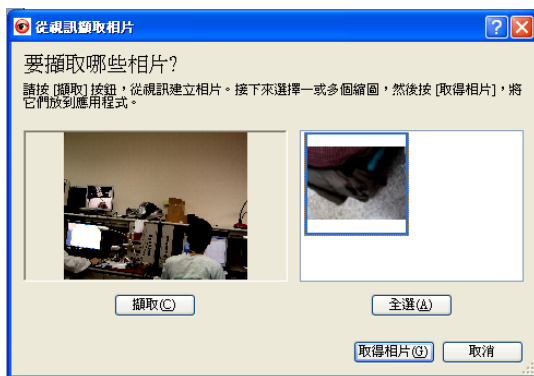 從視訊擷取相片
要擷取哪些相片?
請按 [擷取] 按鈕，從視訊建立相片。接下來選擇一或多個縮圖，然後按 [取得相片]，將
它們放到應用程式。
擷取(C)
全選(A)
取得相片(G)
取消